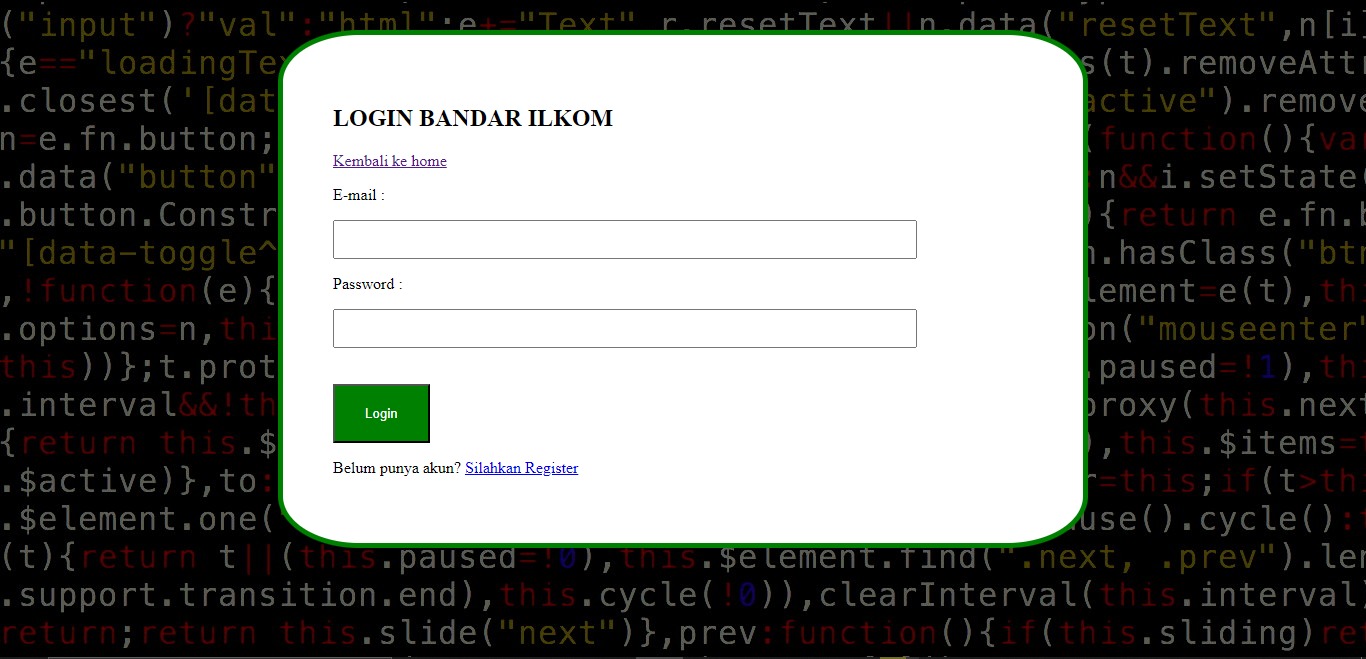 ("input")?"val":"html";e+="Text",r.resetText||n.data("resetText",n[i]
{e=="loadingTex
s(t).removeAttr
.closest('[dat
active").remove
n=e.fn.button;
(function(){var
.data("button"
n&&i.setState(
.button.Constr
){return e.fn.b
"[data-toggle^
.hasClass("btn
,!function(e){
lement=e(t),thi
.options=n,thi
on("mouseenter"
this))};t.prot
.paused=!1),thi
.interval&&!th
proxy(this.next
{return this.$
),this.$items=t
.$active)},to:
r=this;if(t>thi
.$element.one("
use().cycle():t
(t){return t||(this.paused=!0),this.$element.find(".next, .prev").len
.support.transition.end),this.cycle(!0)),clearInterval(this.interval)
return;return this.slide("next")},prev:function(){if(this.sliding)ret
LOGIN BANDAR ILKOM
Kembali ke home
E-mail :
Password :
Login
Belum punya akun? Silahkan Register